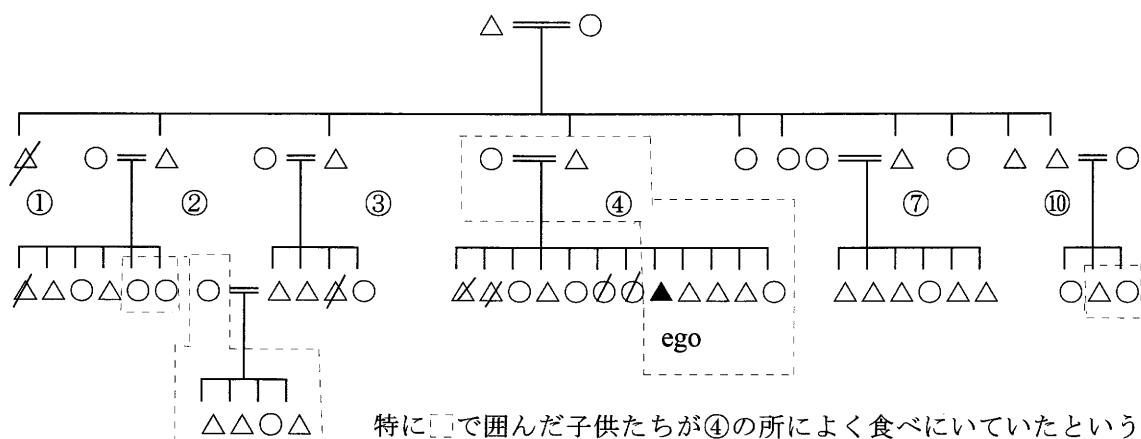 ① ② ③ ④ ⑦ ⑩
ego
特に□で囲んだ子供たちが④の所によく食べにいていたという